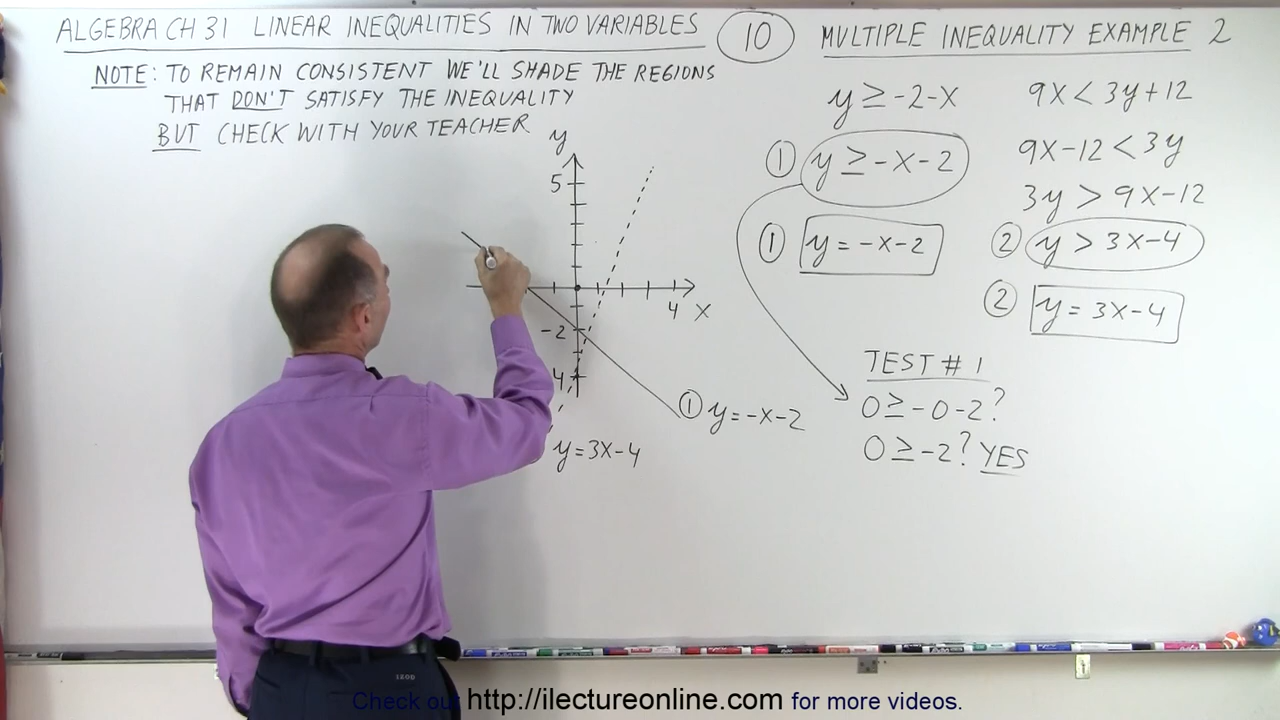 ALGEBRA CH 31 LINEAR INEQUALITIES IN TWO VARIABLES
10
MULTIPLE INEQUALITY EXAMPLE 2
NOTE: TO REMAIN CONSISTENT WE'LL SHADE THE REGIONS
THAT DON'T SATISFY THE INEQUALITY
BUT CHECK WITH YOUR TEACHER
y ≥ -2-X
① y ≥ -X-2
① y = -X-2
9X < 3y+12
9X-12 < 3y
3y > 9X-12
② y > 3X-4
② y = 3X-4
TEST # 1
0 ≥ -0-2?
0 ≥ -2? YES
y
5
4 X
-2
4
① y = -X-2
y = 3X-4
IZOD
Check out http://ilectureonline.com for more videos.